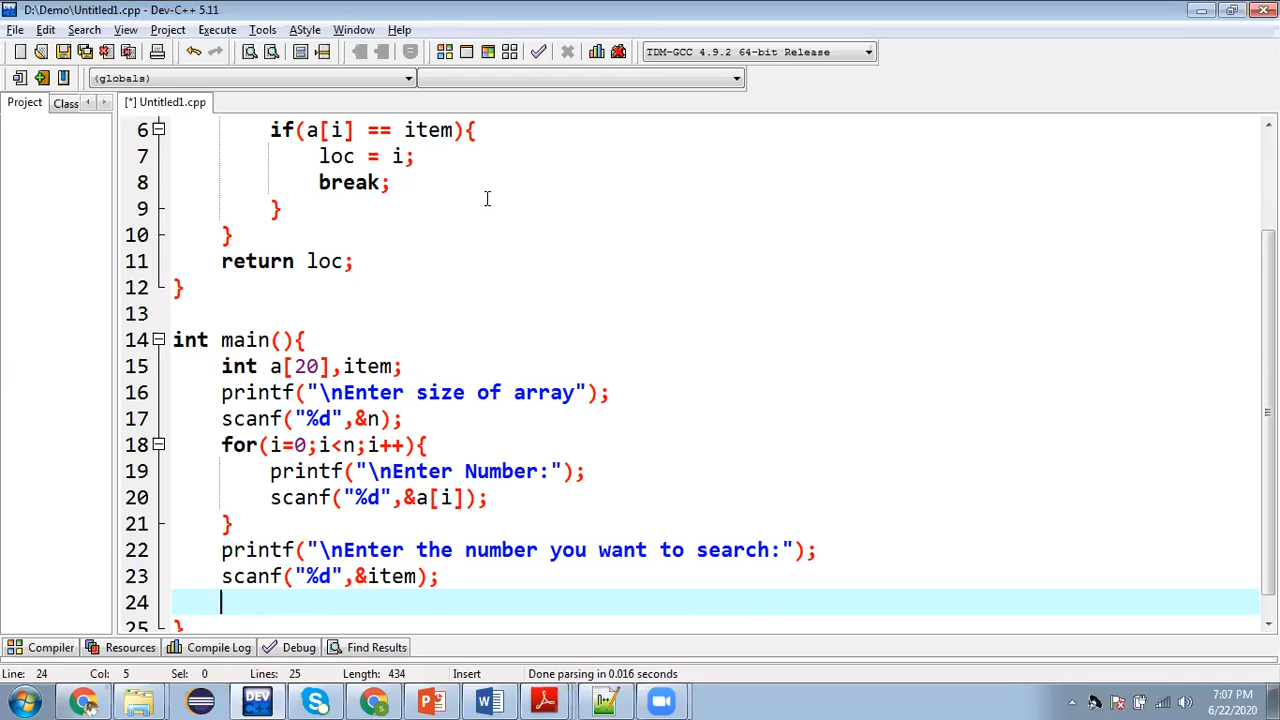 D:\Demo\Untitled1.cpp - Dev-C++ 5.11
File Edit Search View Project Execute Tools AStyle Window Help
TDM-GCC 4.9.2 64-bit Release
(globals)
Project Class [*] Untitled1.cpp
6 if(a[i] == item){
7 loc = i;
8 break;
9 }
10 }
11 return loc;
12 }
13
14 int main(){
15 int a[20],item;
16 printf("\nEnter size of array");
17 scanf("%d",&n);
18 for(i=0;i<n;i++){
19 printf("\nEnter Number:");
20 scanf("%d",&a[i]);
21 }
22 printf("\nEnter the number you want to search:");
23 scanf("%d",&item);
24
25 }
Compiler Resources Compile Log Debug Find Results
Line: 24 Col: 5 Sel: 0 Lines: 25 Length: 434 Insert Done parsing in 0.016 seconds
DEV C++
7:07 PM
6/22/2020